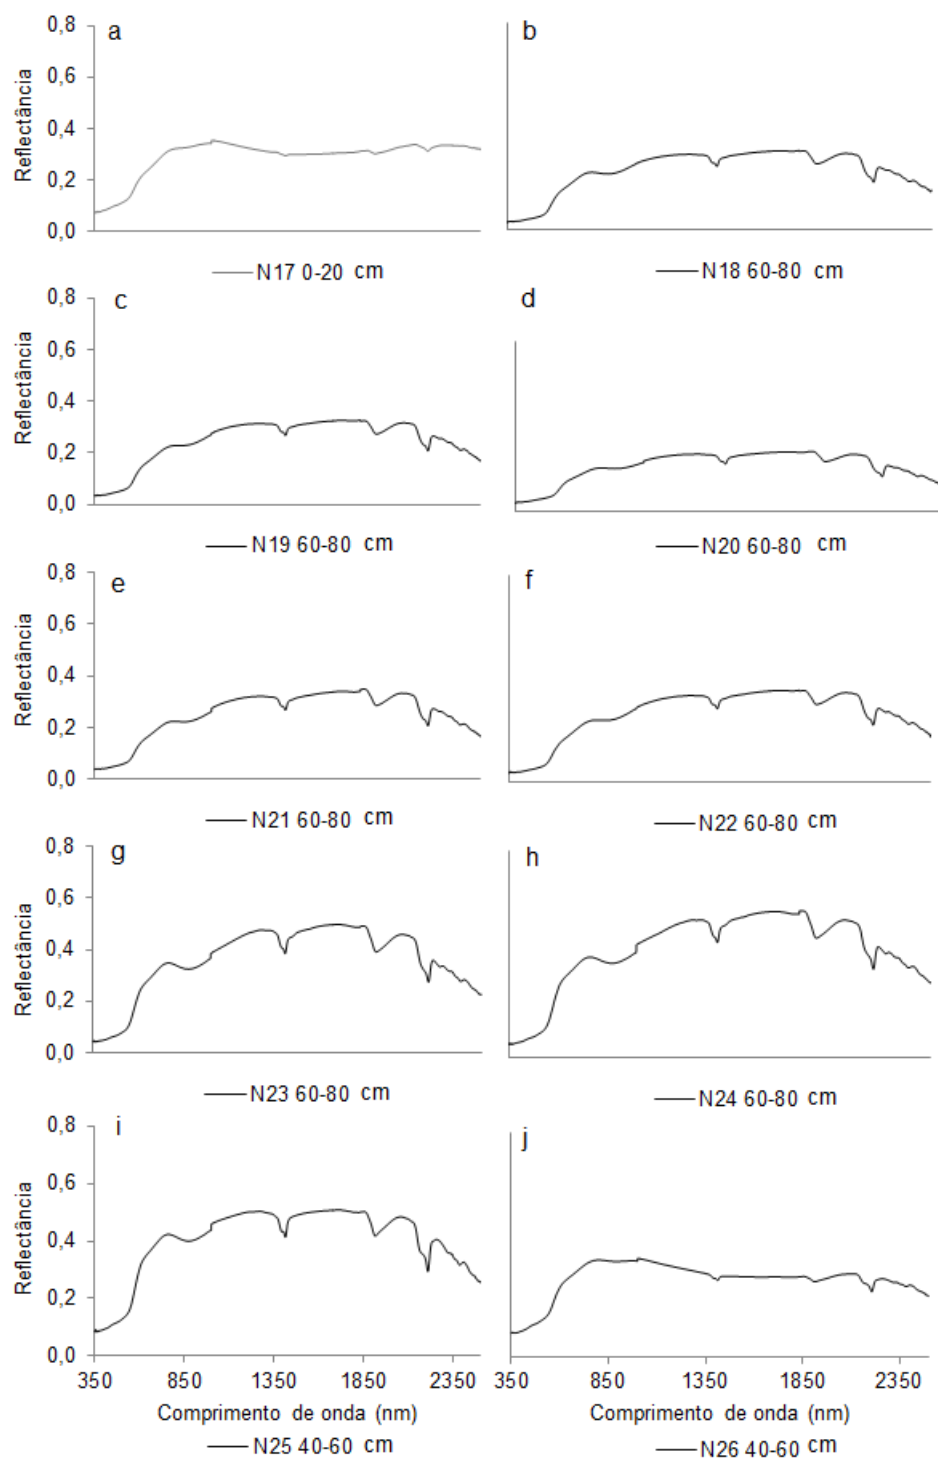 a
b
Reflectância
0,8
0,6
0,4
0,2
0,0
N17 0-20 cm
N18 60-80 cm
c
d
Reflectância
0,8
0,6
0,4
0,2
0,0
N19 60-80 cm
N20 60-80 cm
e
f
Reflectância
0,8
0,6
0,4
0,2
0,0
N21 60-80 cm
N22 60-80 cm
g
h
Reflectância
0,8
0,6
0,4
0,2
0,0
N23 60-80 cm
N24 60-80 cm
i
j
Reflectância
0,8
0,6
0,4
0,2
0,0
350 850 1350 1850 2350
350 850 1350 1850 2350
Comprimento de onda (nm)
Comprimento de onda (nm)
N25 40-60 cm
N26 40-60 cm